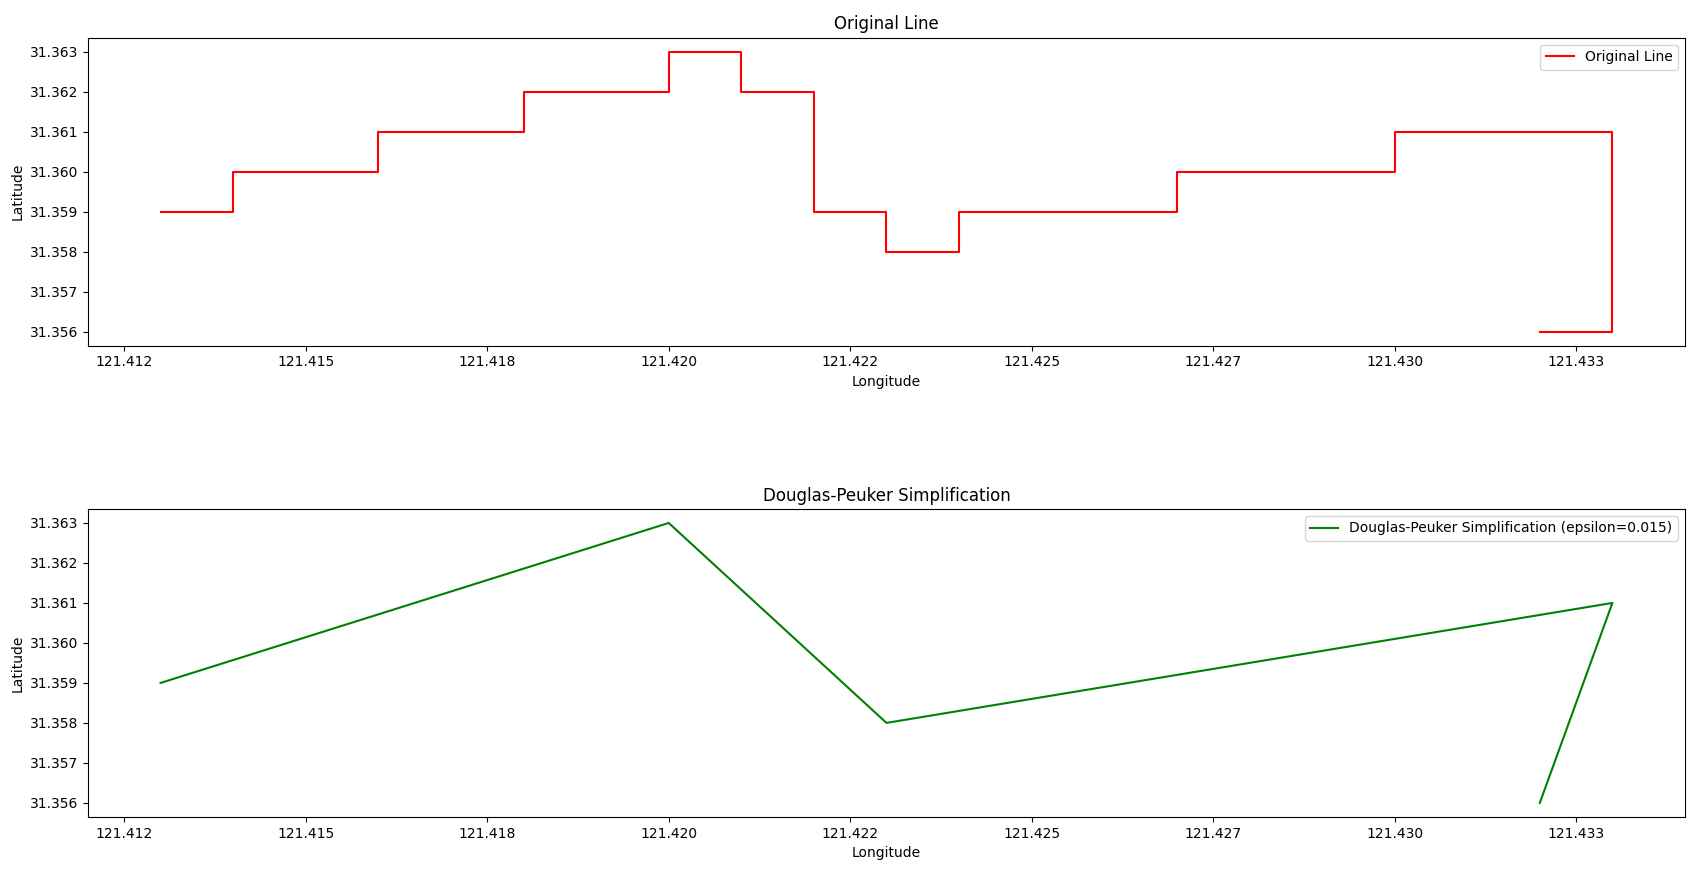 Original Line
Original Line
31.363
31.362
31.361
31.360
31.359
31.358
31.357
31.356
Latitude
121.412 121.415 121.418 121.420 121.422 121.425 121.427 121.430 121.433
Longitude
Douglas-Peuker Simplification
Douglas-Peuker Simplification (epsilon=0.015)
31.363
31.362
31.361
31.360
31.359
31.358
31.357
31.356
Latitude
121.412 121.415 121.418 121.420 121.422 121.425 121.427 121.430 121.433
Longitude